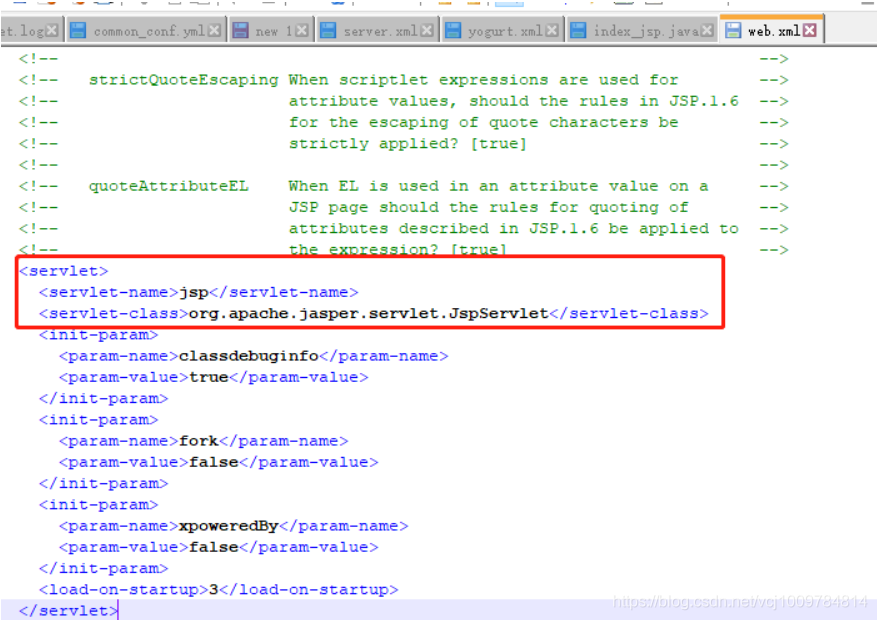 et.log common_conf.yml new 1 server.xml yogurt.xml index_jsp.java web.xml
<!-- -->
<!-- strictQuoteEscaping When scriptlet expressions are used for -->
<!-- attribute values, should the rules in JSP.1.6 -->
<!-- for the escaping of quote characters be -->
<!-- strictly applied? [true] -->
<!-- -->
<!-- quoteAttributeEL When EL is used in an attribute value on a -->
<!-- JSP page should the rules for quoting of -->
<!-- attributes described in JSP.1.6 be applied to -->
<!-- the expression? [true] -->
<servlet>
<servlet-name>jsp</servlet-name>
<servlet-class>org.apache.jasper.servlet.JspServlet</servlet-class>
<init-param>
<param-name>classdebuginfo</param-name>
<param-value>true</param-value>
</init-param>
<init-param>
<param-name>fork</param-name>
<param-value>false</param-value>
</init-param>
<init-param>
<param-name>xpoweredBy</param-name>
<param-value>false</param-value>
</init-param>
<load-on-startup>3</load-on-startup>
</servlet>
https://blog.csdn.net/vcj1009784814